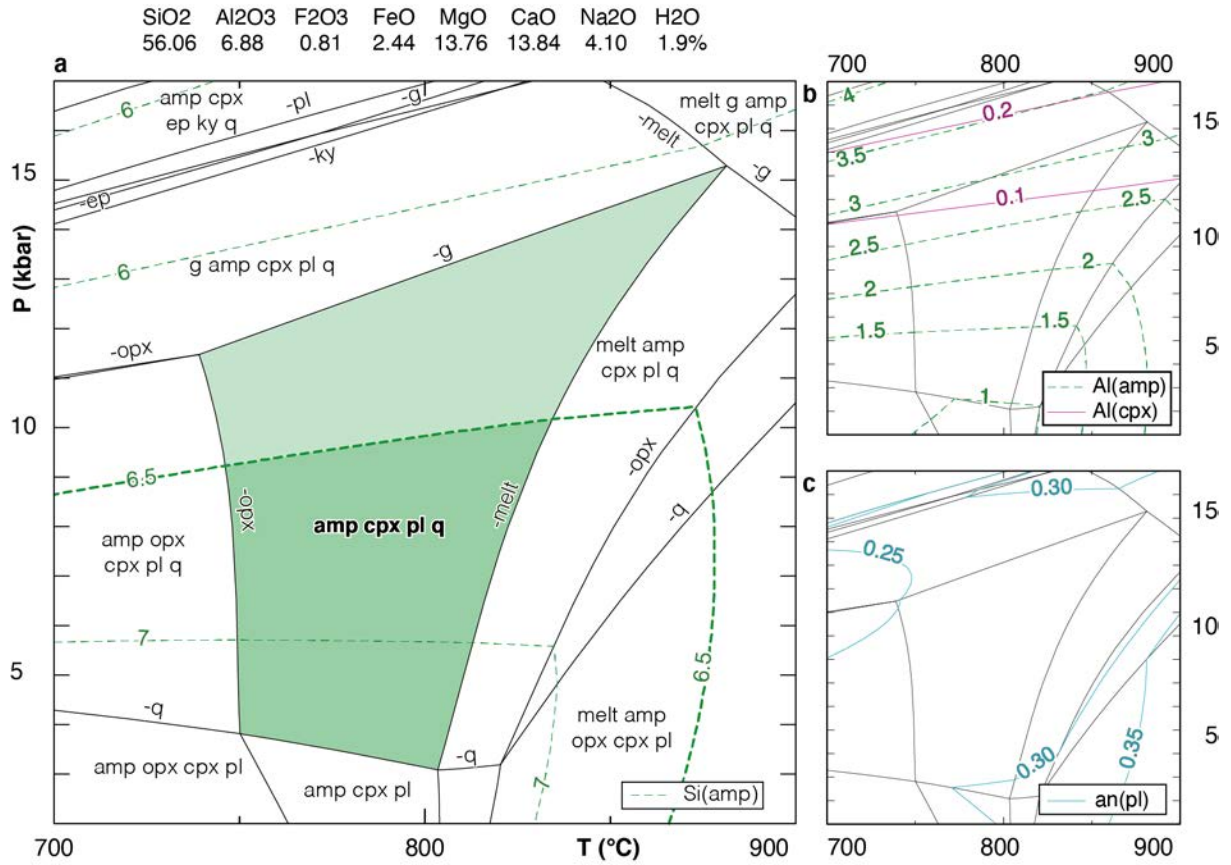 SiO2 Al2O3 F2O3 FeO MgO CaO Na2O H2O
56.06 6.88 0.81 2.44 13.76 13.84 4.10 1.9%
a
6
amp cpx
ep ky q
-pl
-g
-ky
-ep
-melt
melt g amp
cpx pl q
-g
15
6
g amp cpx pl q
-g
P (kbar)
-opx
melt amp
cpx pl q
10
6.5
-opx
amp cpx pl q
-melt
-opx
-q
amp opx
cpx pl q
7
5
6.5
-q
-q
melt amp
opx cpx pl
amp opx cpx pl
amp cpx pl
7
Si(amp)
700 800 T (°C) 900
700 800 900
b
4
0.2
15
3.5
3
3
0.1
2.5
2.5
10
2
2
1.5
1.5
5
1
Al(amp)
Al(cpx)
c
0.30
15
0.25
10
0.30
0.35
5
an(pl)
700 800 900